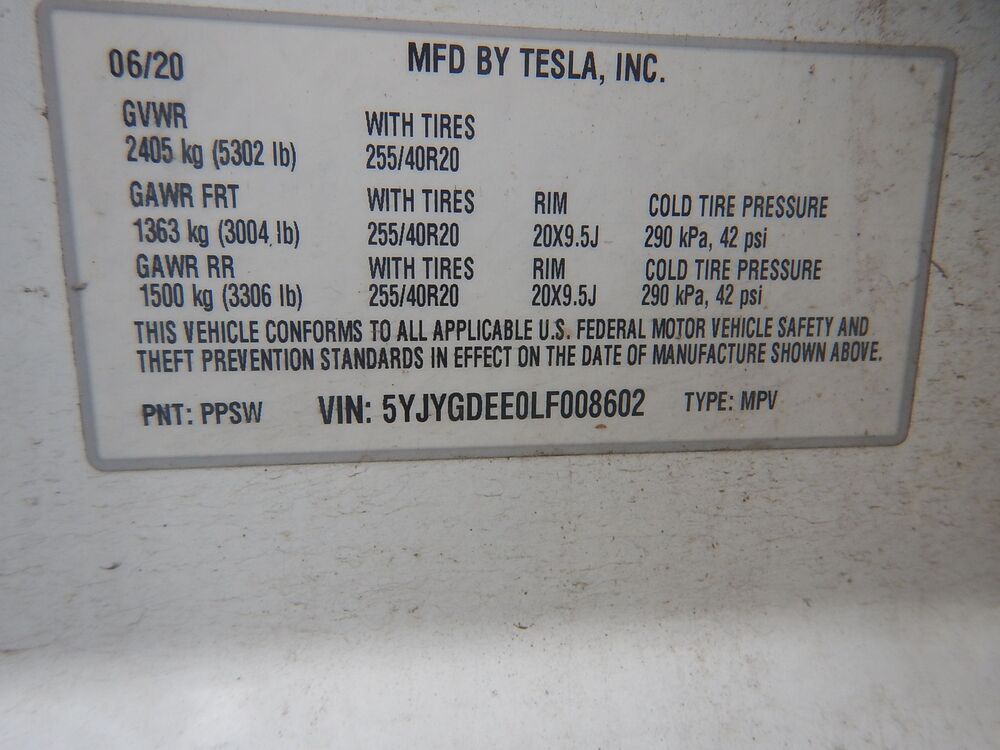 06/20 MFD BY TESLA, INC.
GVWR WITH TIRES
2405 kg (5302 lb) 255/40R20
GAWR FRT WITH TIRES RIM COLD TIRE PRESSURE
1363 kg (3004 lb) 255/40R20 20X9.5J 290 kPa, 42 psi
GAWR RR WITH TIRES RIM COLD TIRE PRESSURE
1500 kg (3306 lb) 255/40R20 20X9.5J 290 kPa, 42 psi
THIS VEHICLE CONFORMS TO ALL APPLICABLE U.S. FEDERAL MOTOR VEHICLE SAFETY AND
THEFT PREVENTION STANDARDS IN EFFECT ON THE DATE OF MANUFACTURE SHOWN ABOVE.
PNT: PPSW VIN: 5YJYGDEE0LF008602 TYPE: MPV